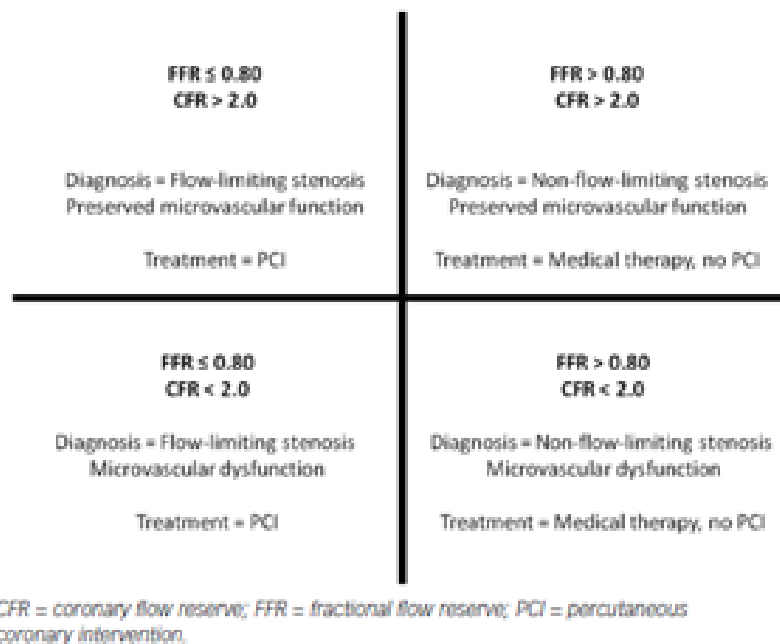 FFR ≤ 0.80
CFR > 2.0
Diagnosis = Flow-limiting stenosis
Preserved microvascular function
Treatment = PCI
FFR > 0.80
CFR > 2.0
Diagnosis = Non-flow-limiting stenosis
Preserved microvascular function
Treatment = Medical therapy, no PCI
FFR ≤ 0.80
CFR < 2.0
Diagnosis = Flow-limiting stenosis
Microvascular dysfunction
Treatment = PCI
FFR > 0.80
CFR < 2.0
Diagnosis = Non-flow-limiting stenosis
Microvascular dysfunction
Treatment = Medical therapy, no PCI
CFR = coronary flow reserve; FFR = fractional flow reserve; PCI = percutaneous
coronary intervention.